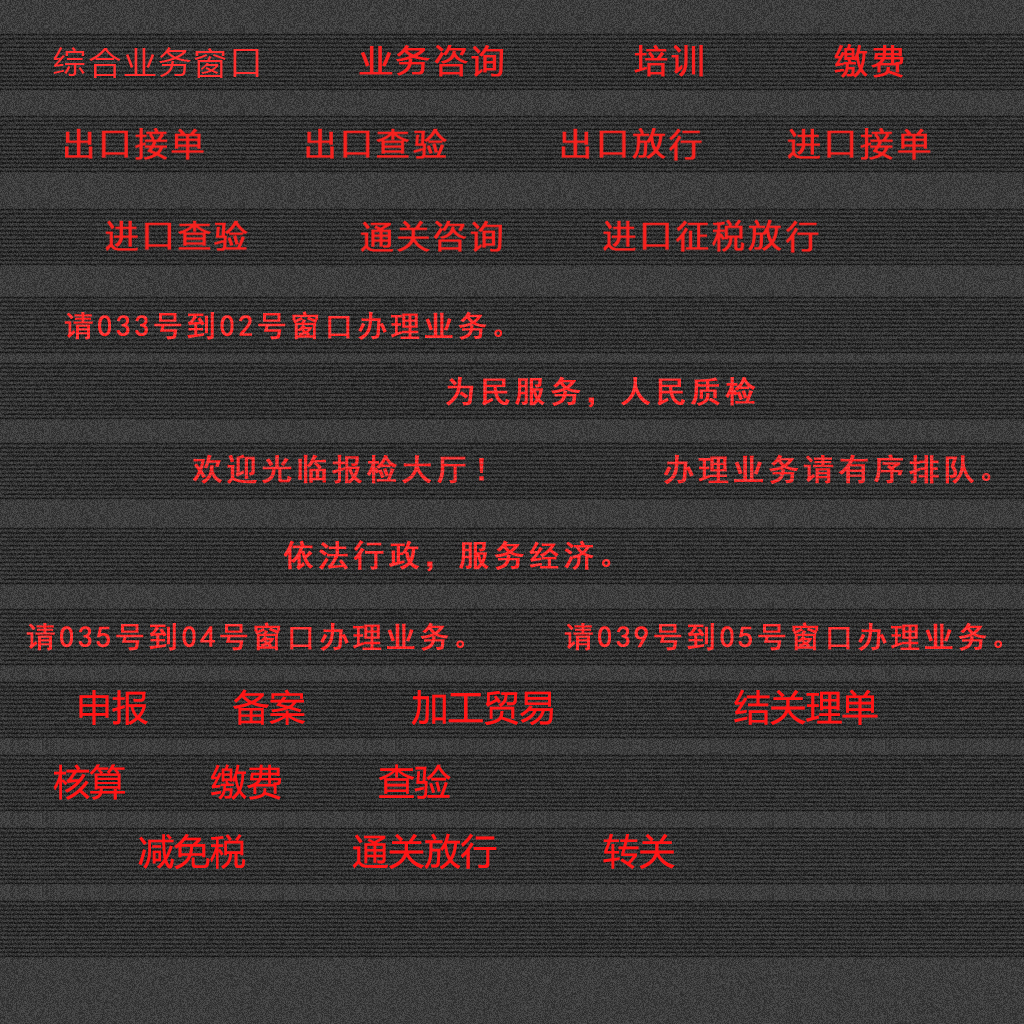 综合业务窗口 业务咨询 培训 缴费
出口接单 出口查验 出口放行 进口接单
进口查验 通关咨询 进口征税放行
请033号到02号窗口办理业务。
为民服务，人民质检
欢迎光临报检大厅！ 办理业务请有序排队。
依法行政，服务经济。
请035号到04号窗口办理业务。 请039号到05号窗口办理业务。
申报 备案 加工贸易 结关理单
核算 缴费 查验
减免税 通关放行 转关